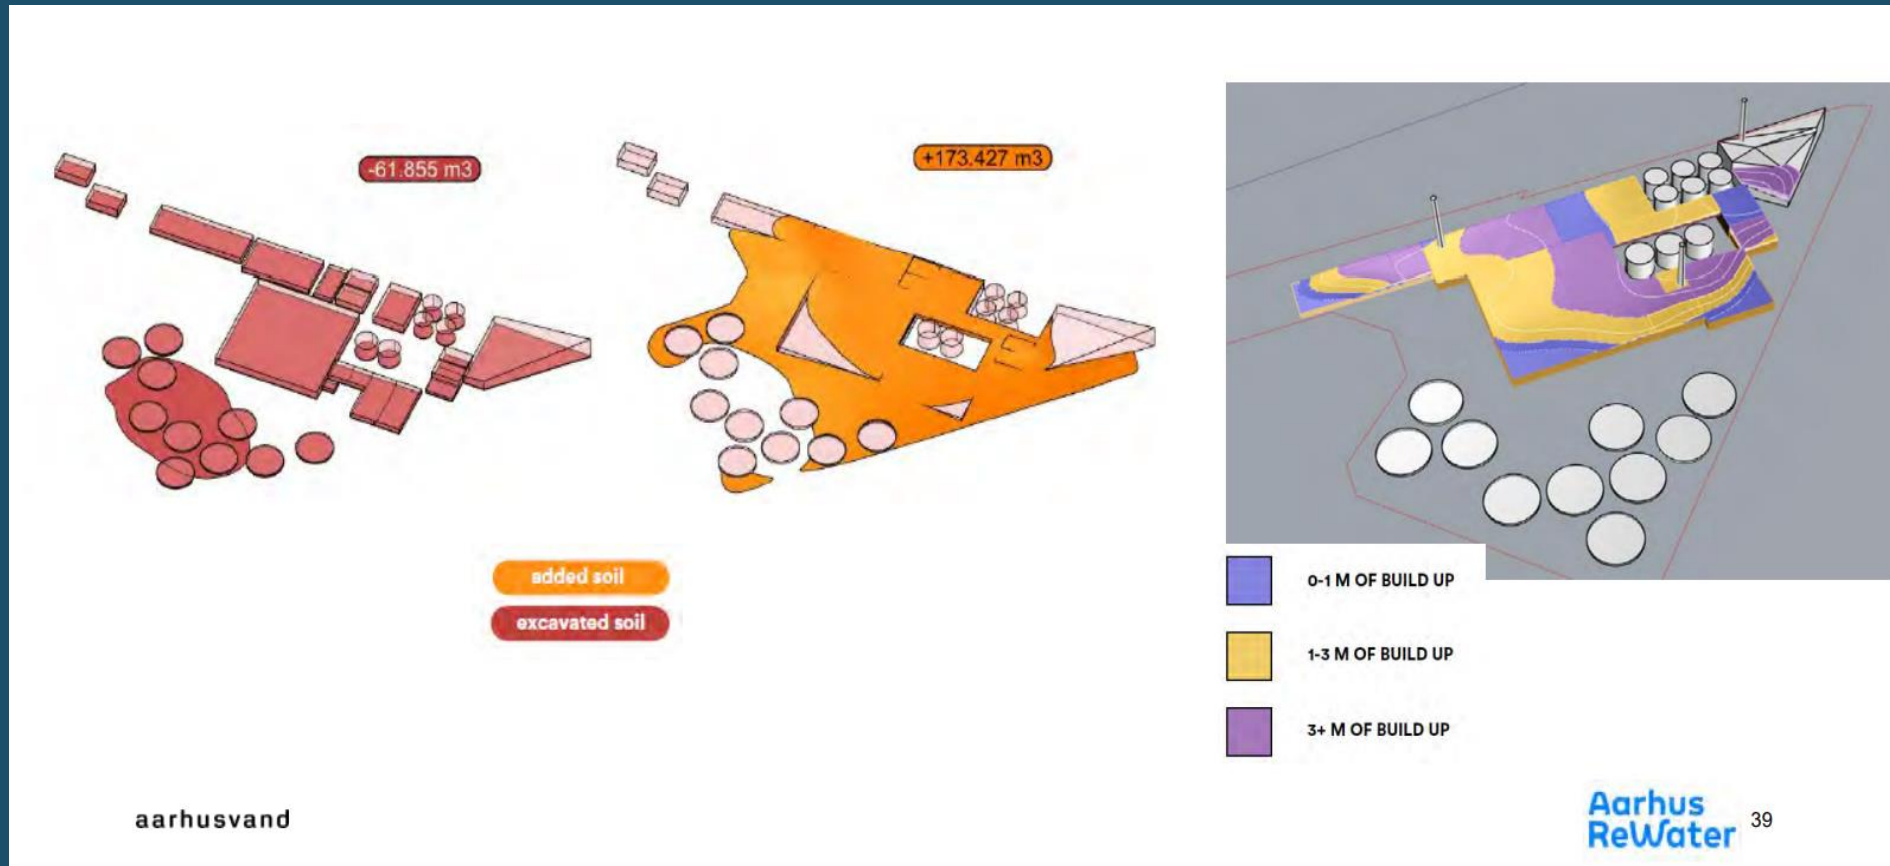 -61.855 m3
+173.427 m3
added soil
excavated soil
0-1 M OF BUILD UP
1-3 M OF BUILD UP
3+ M OF BUILD UP
aarhusvand
Aarhus
ReWater
39